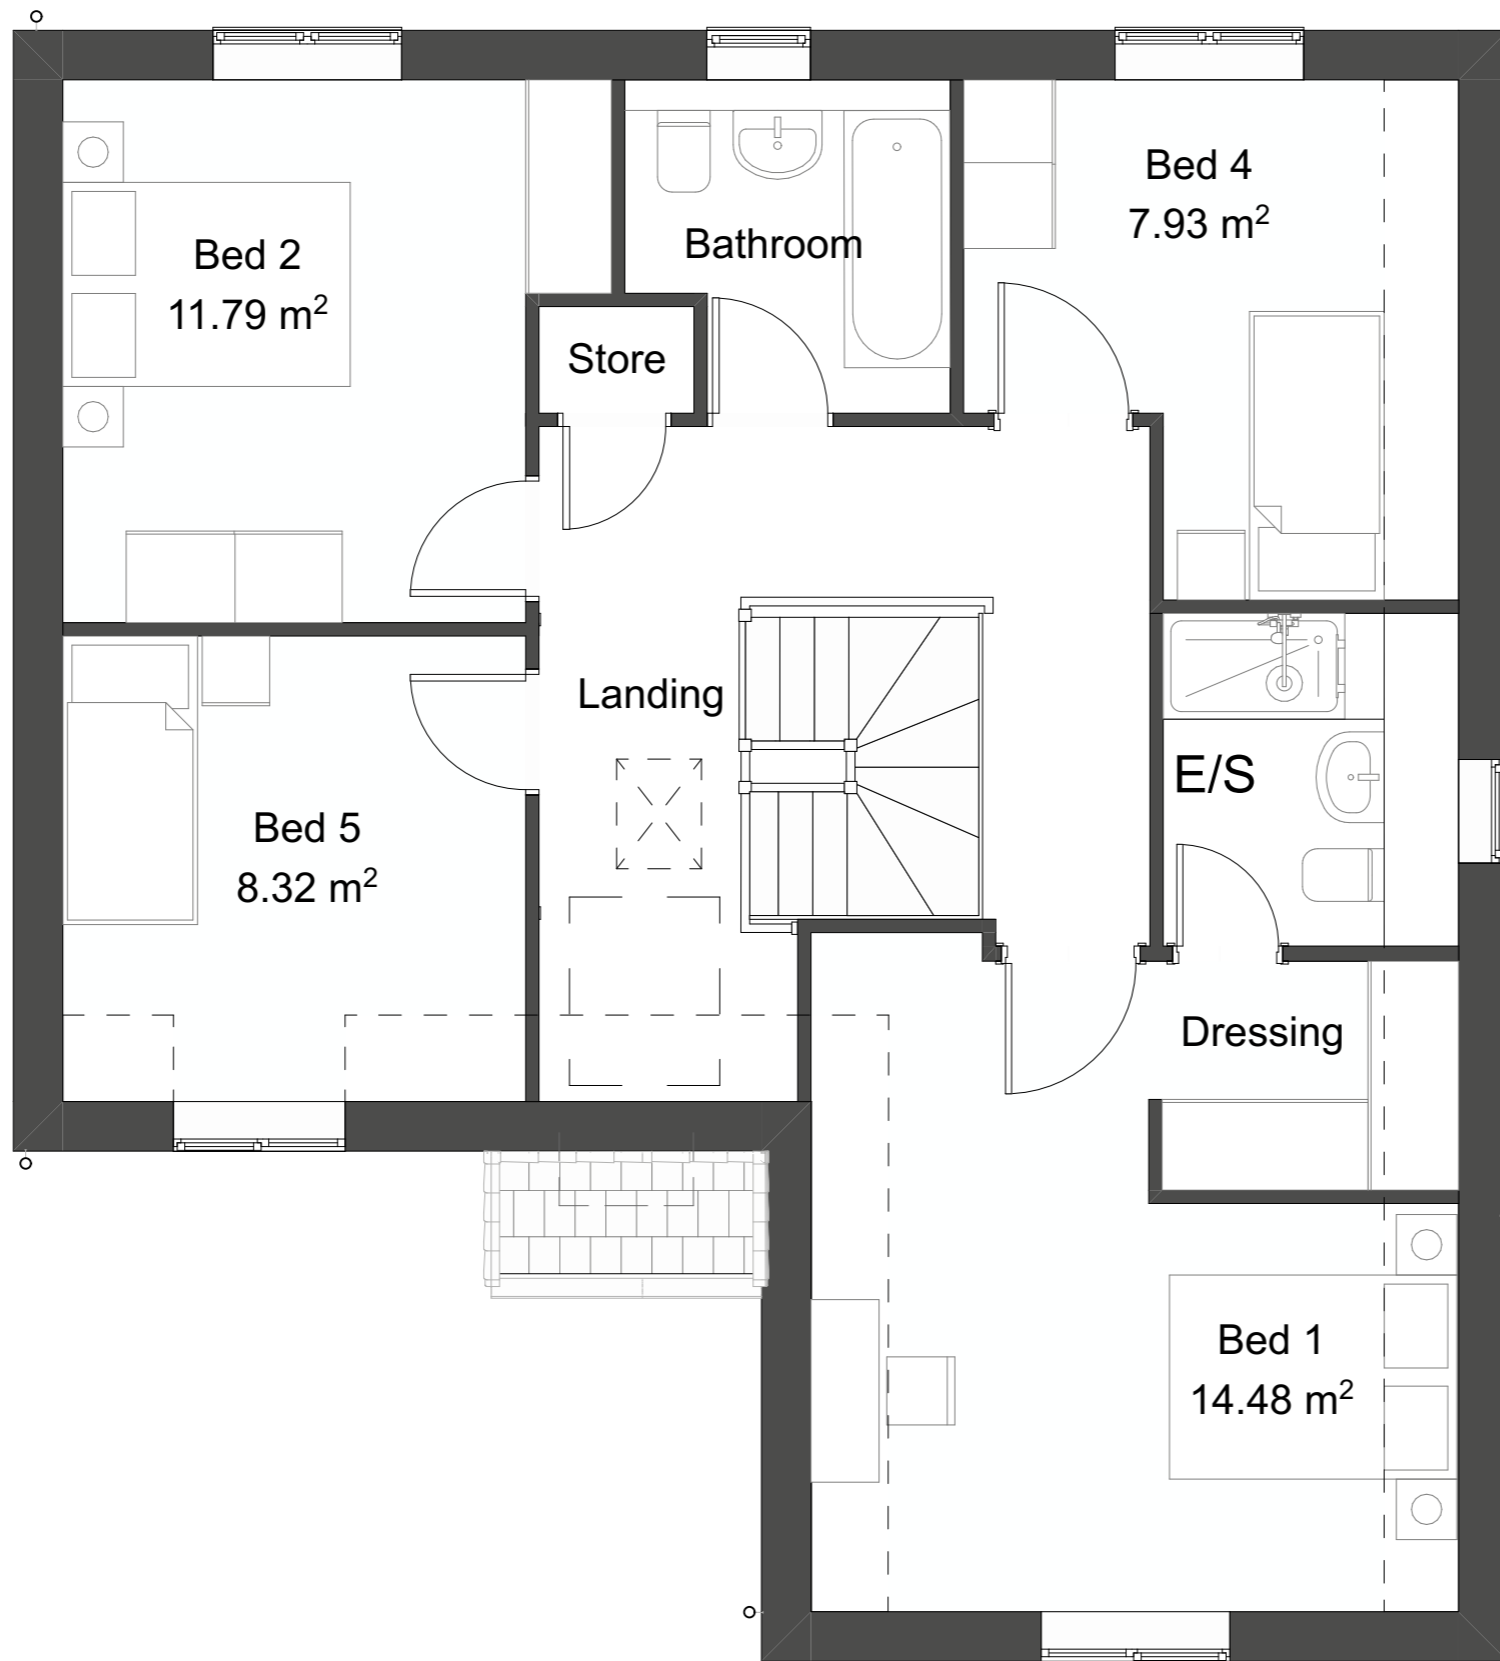 Bed 2
11.79 m²
Bathroom
Bed 4
7.93 m²
Store
Landing
E/S
Bed 5
8.32 m²
Dressing
Bed 1
14.48 m²